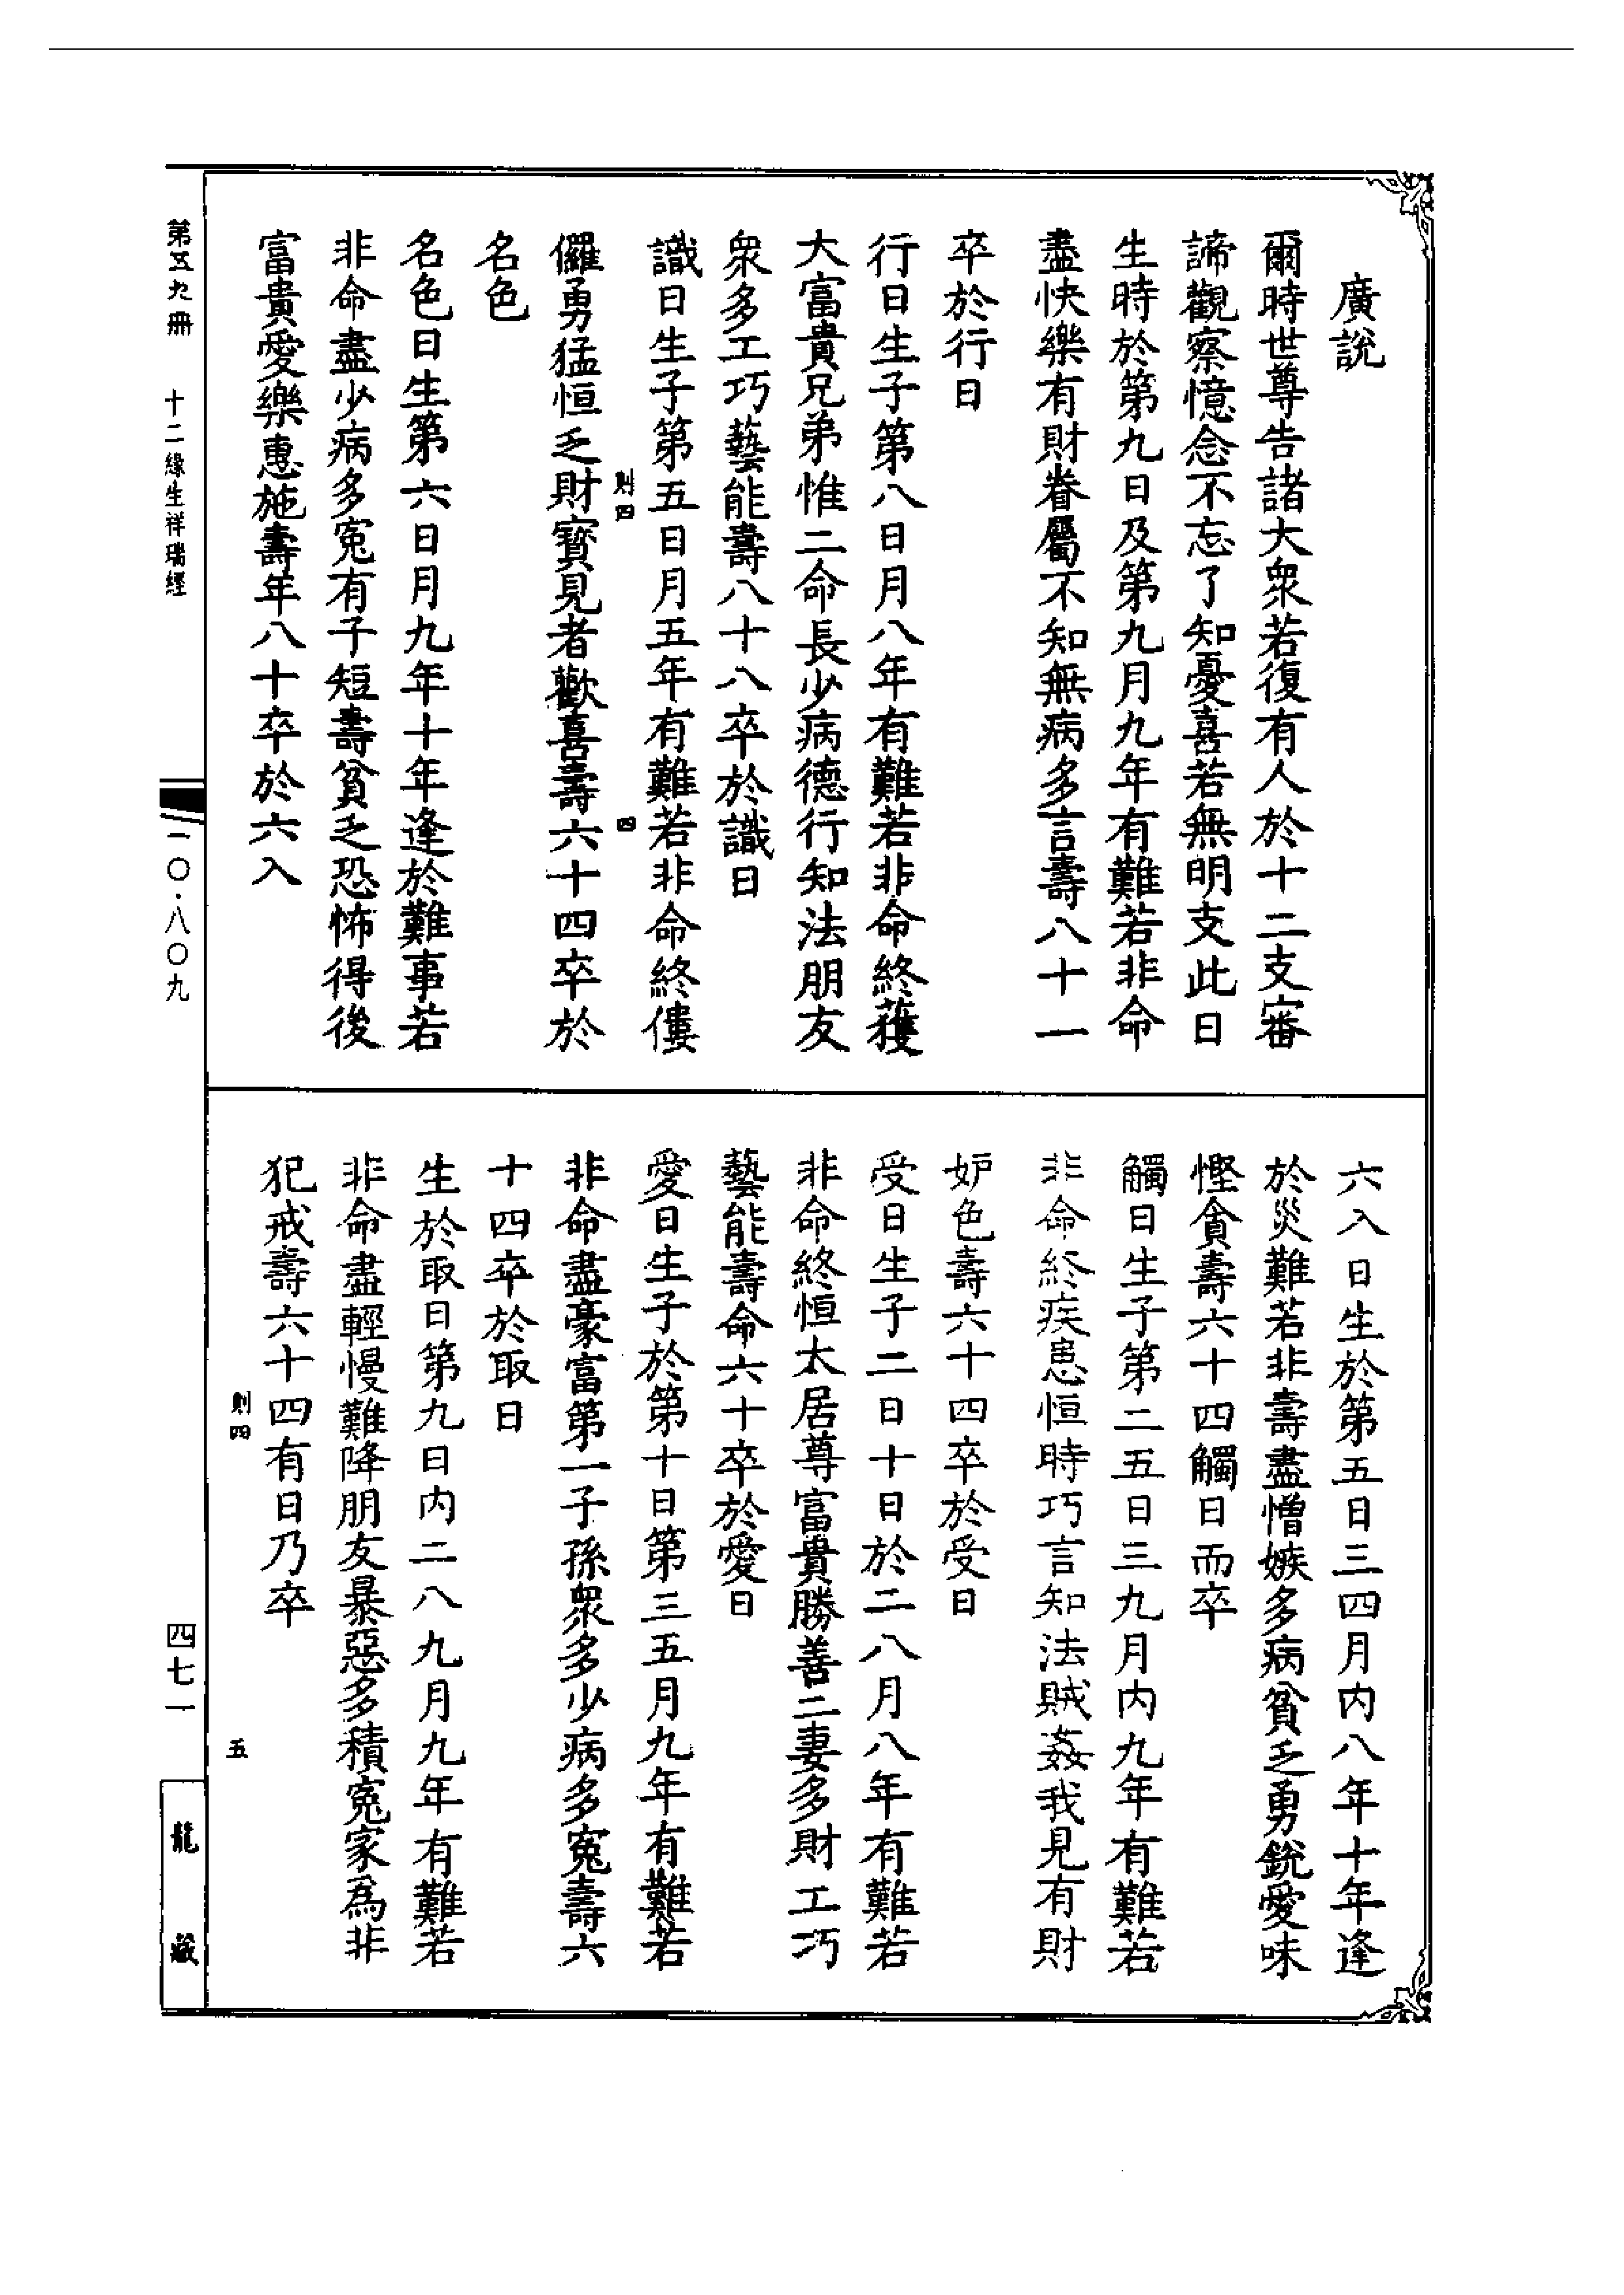 廣説
爾時世尊告諸大衆若復有人於十二支審
諦觀察憶念不忘了知憂喜若無明支此日
生時於第九日及第九月九年有難若非命
盡快樂有財眷屬不知無病多言壽八十一
卒於行日
行日生子第八日月八年有難若非命終獲
大富貴兄弟惟二命長少病德行知法朋友
衆多工巧藝能壽八十八卒於識日
識日生子第五日月五年有難若非命終僂
則四
四
儸勇猛恒乏財寶見者歡喜壽六十四卒於
名色
名色日生第六日月九年十年逢於難事若
非命盡少病多寃有子短壽貧乏恐怖得後
富貴愛樂惠施壽年八十卒於六入
六入日生於第五日三四月内八年十年逢
於災難若非壽盡憎嫉多病貧乏勇銳愛味
慳貪壽六十四觸日而卒
觸日生子第二五日三九月内九年有難若
非命終疾患恒時巧言知法賊姦我見有財
妒色壽六十四卒於受日
受日生子二日十日於二八月八年有難若
非命終恒太居尊富貴勝善二妻多財工巧
藝能壽命六十卒於愛日
愛日生子於第十日第三五月九年有難若
非命盡豪富第一子孫衆多少病多寃壽六
十四卒於取日
生於取日第九日内二八九月九年有難若
非命盡輕慢難降朋友暴惡多積寃家為非
犯戒壽六十四有日乃卒
則四
五
第五九冊
十二緣生祥瑞經
一〇·八〇九
四七一
龍藏